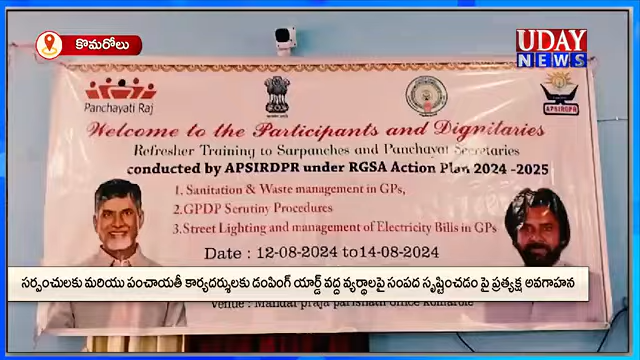 కొమరోలు
UDAY
NEWS
Panchayati Raj
APSIRDPR
Welcome to the Participants and Dignitaries
Refresher Training to Sarpanches and Panchayat Secretaries
conducted by APSIRDPR under RGSA Action Plan 2024 -2025
1. Sanitation & Waste management in GPs,
2.GPDP Scrutiny Procedures
3.Street Lighting and management of Electricity Bills in GPs
Date : 12-08-2024 to14-08-2024
సర్పంచులకు మరియు పంచాయతీ కార్యదర్శులకు డంపింగ్ యార్డ్ వద్ద వ్యర్థాలపై సంపద సృష్టించడం పై ప్రత్యక్ష అవగాహన
Venue : Mandal praja parishath office Komarole